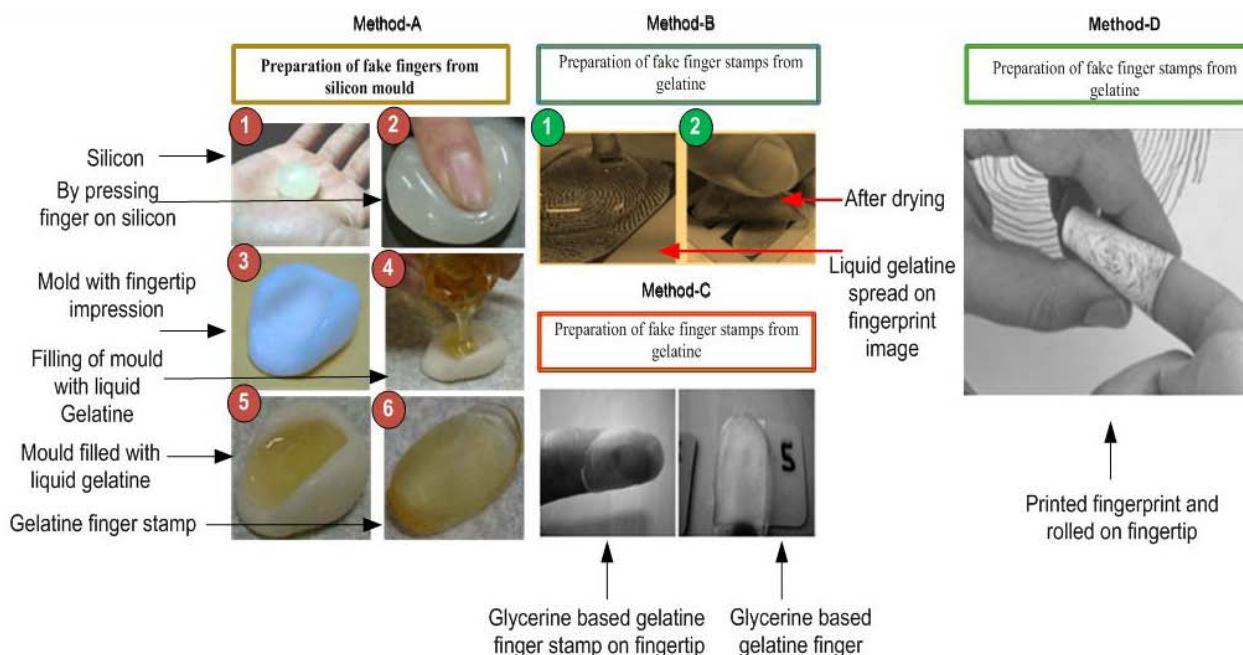 Method-A
Preparation of fake fingers from
silicon mould
1
2
Silicon
By pressing
finger on silicon
3
4
Mold with fingertip
impression
Filling of mould
with liquid
Gelatine
5
6
Mould filled with
liquid gelatine
Gelatine finger stamp
Method-B
Preparation of fake finger stamps from
gelatine
1
2
After drying
Liquid gelatine
spread on
fingerprint
image
Method-C
Preparation of fake finger stamps from
gelatine
5
Glycerine based gelatine
finger stamp on fingertip
Glycerine based
gelatine finger
Method-D
Preparation of fake finger stamps from
gelatine
Printed fingerprint and
rolled on fingertip